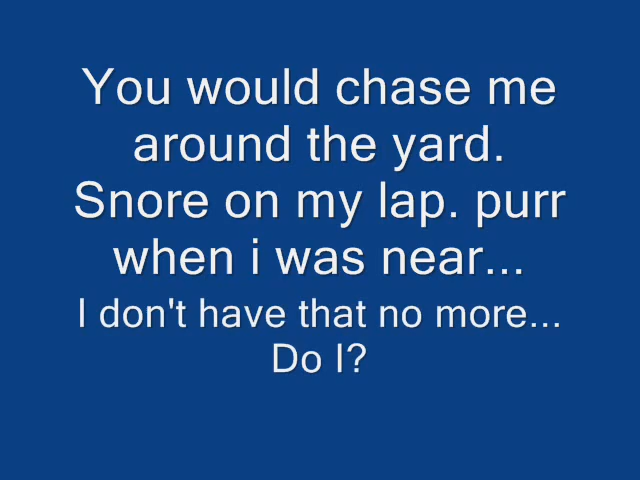 You would chase me
around the yard.
Snore on my lap. purr
when i was near...
I don't have that no more...
Do I?